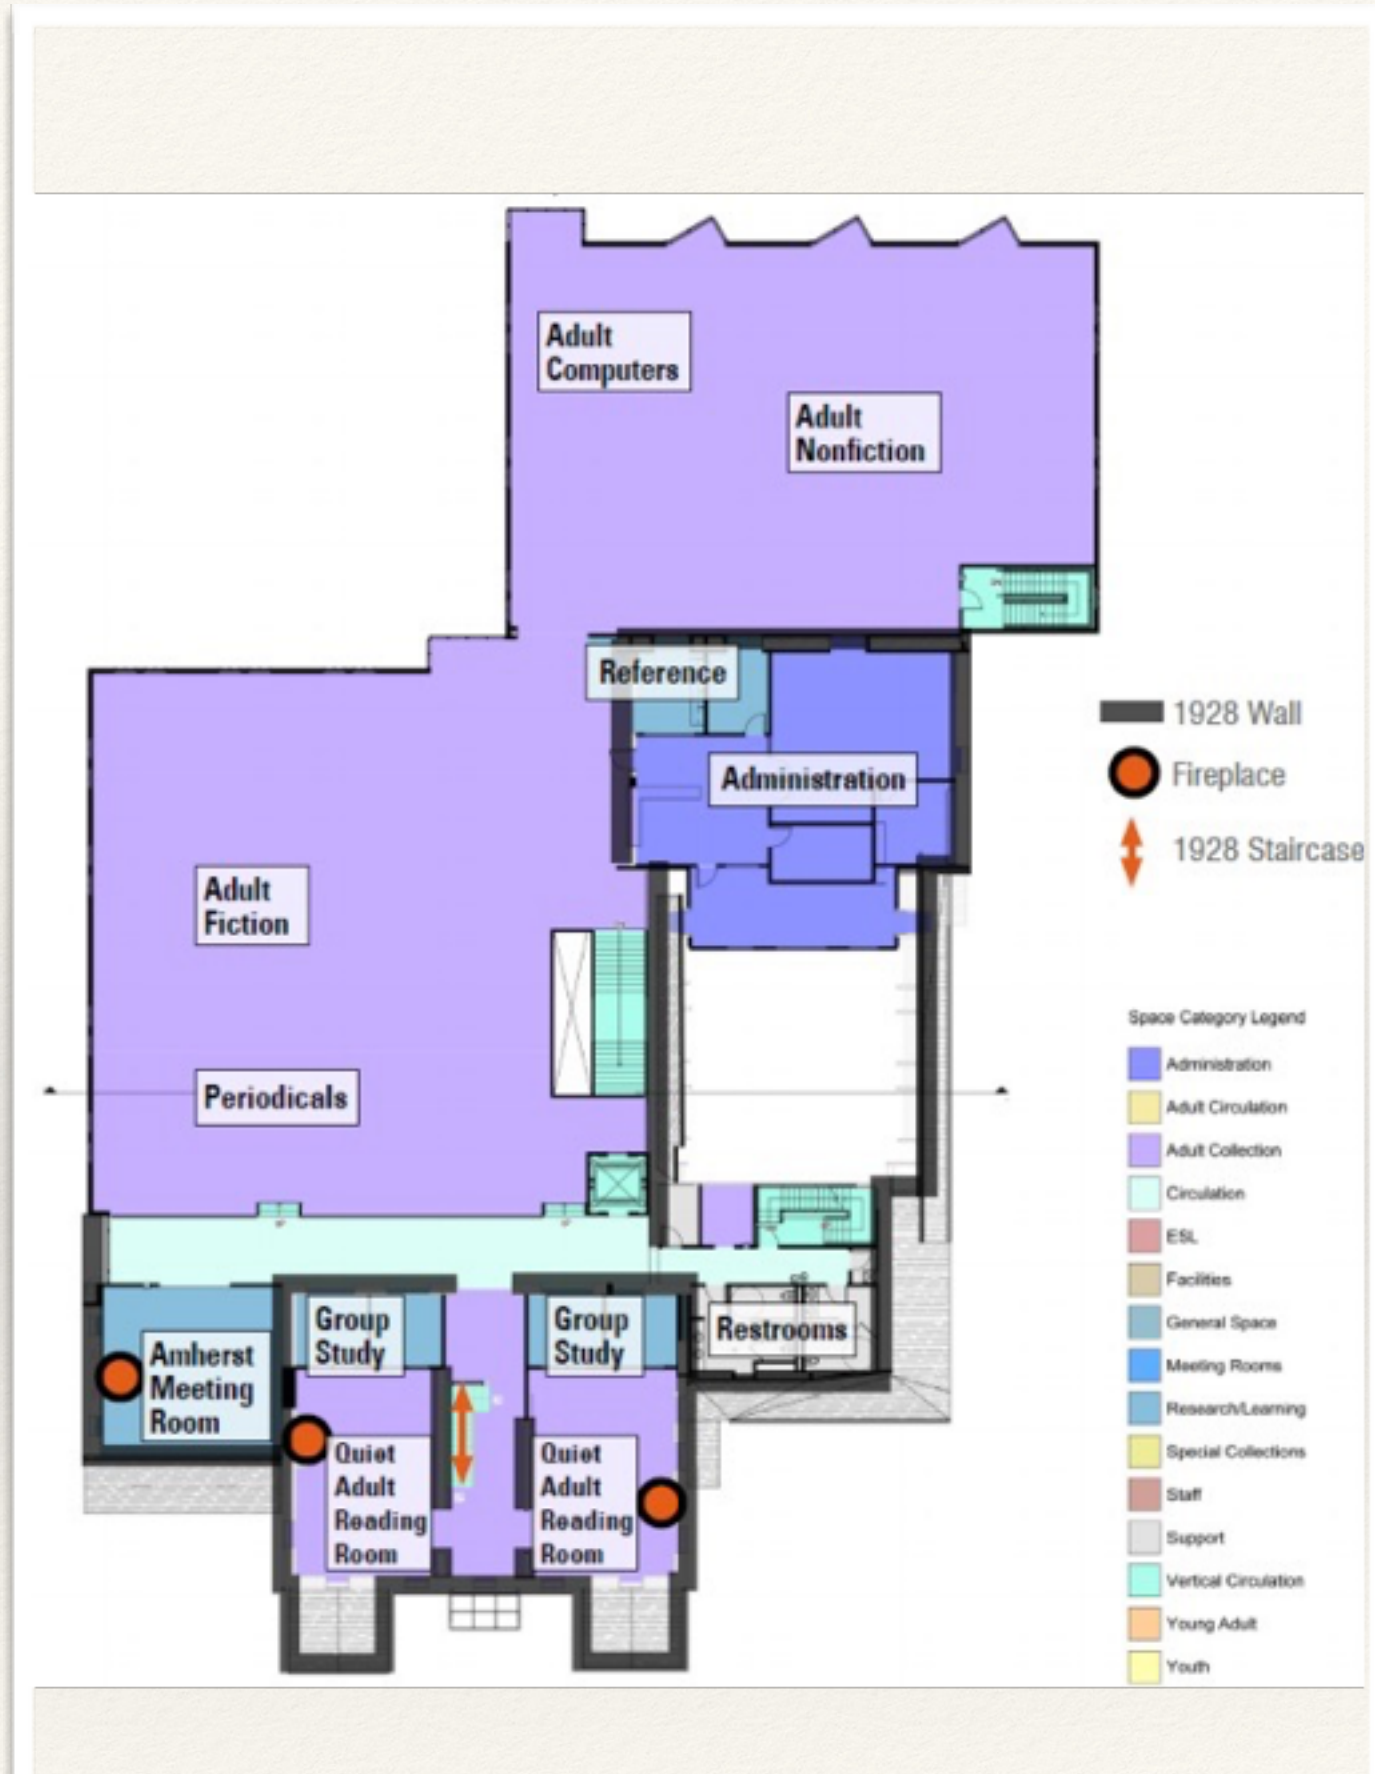 Adult
Computers
Adult
Nonfiction
Reference
Administration
Adult
Fiction
Periodicals
Group
Study
Group
Study
Restrooms
Amherst
Meeting
Room
Quiet
Adult
Reading
Room
Quiet
Adult
Reading
Room
1928 Wall
Fireplace
1928 Staircase
Space Category Legend
Administration
Adult Circulation
Adult Collection
Circulation
ESL
Facilities
General Space
Meeting Rooms
Research/Learning
Special Collections
Staff
Support
Vertical Circulation
Young Adult
Youth